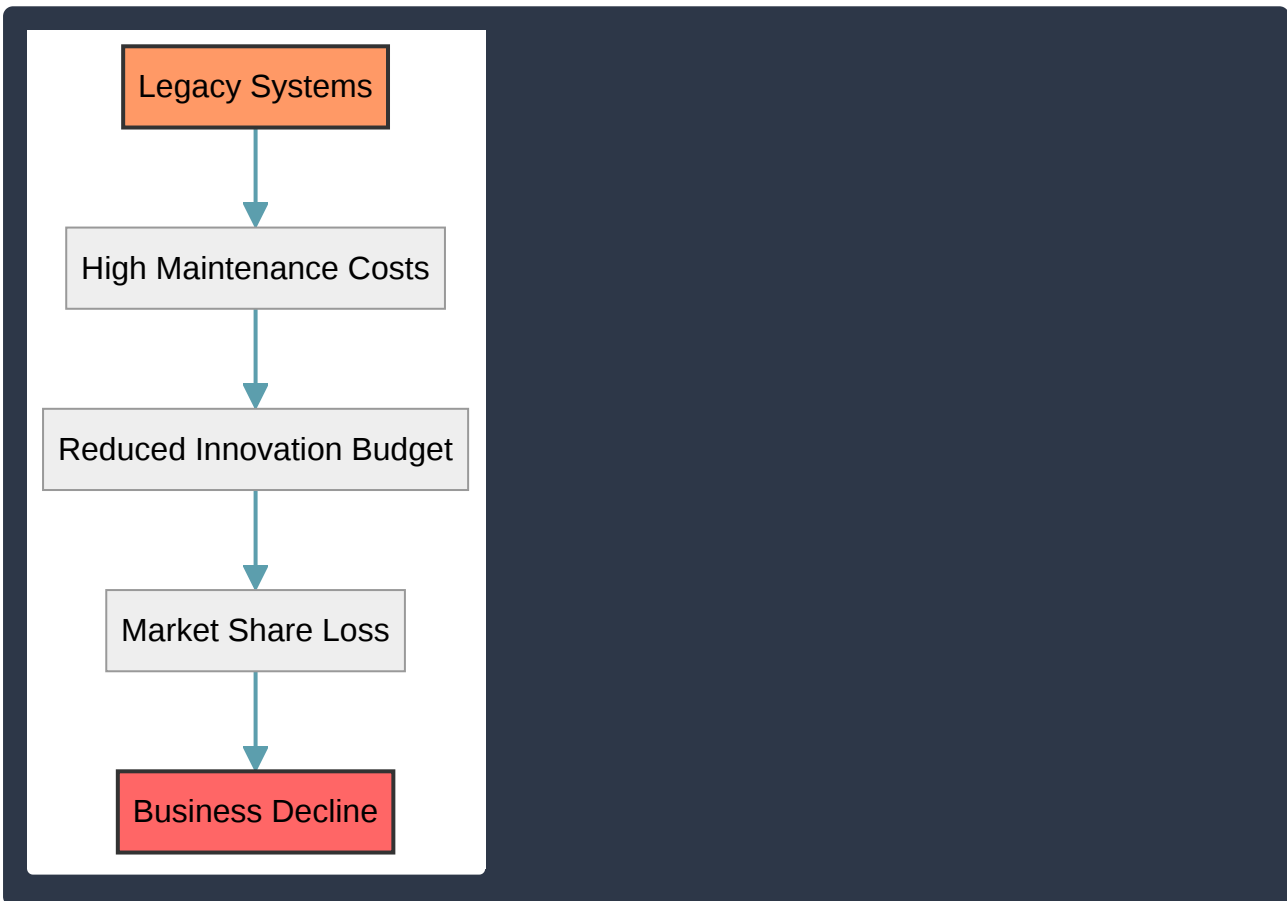 Legacy Systems
High Maintenance Costs
Reduced Innovation Budget
Market Share Loss
Business Decline